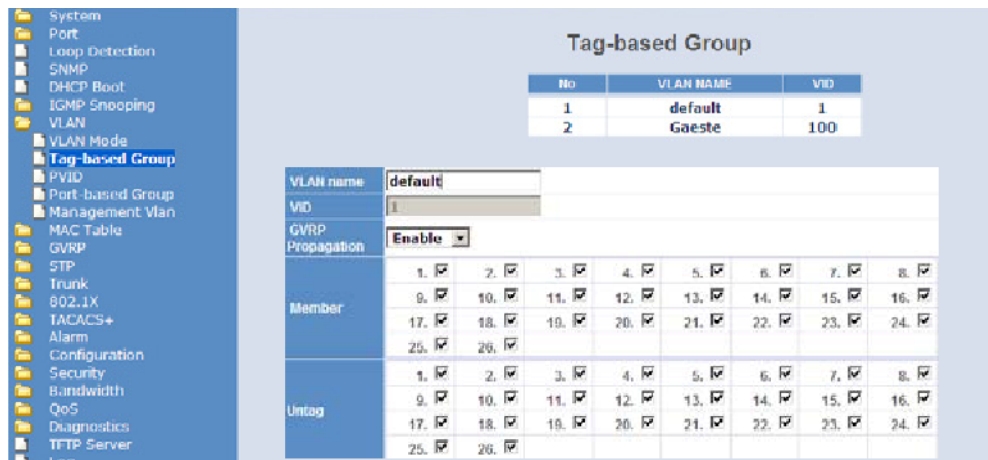 System
Port
Loop Detection
SNMP
DHCP Boot
IGMP Snooping
VLAN
VLAN Mode
Tag-based Group
PVID
Port-based Group
Management Vlan
MAC Table
GVRP
STP
Trunk
802.1X
TACACS+
Alarm
Configuration
Security
Bandwidth
QoS
Diagnostics
TFTP Server
Tag-based Group
No VLAN NAME VID
1 default 1
2 Gaeste 100
VLAN name default
VID 1
GVRP Propagation Enable
Member
1. 2. 3. 4. 5. 6. 7. 8.
9. 10. 11. 12. 13. 14. 15. 16.
17. 18. 19. 20. 21. 22. 23. 24.
25. 26.
Untag
1. 2. 3. 4. 5. 6. 7. 8.
9. 10. 11. 12. 13. 14. 15. 16.
17. 18. 19. 20. 21. 22. 23. 24.
25. 26.